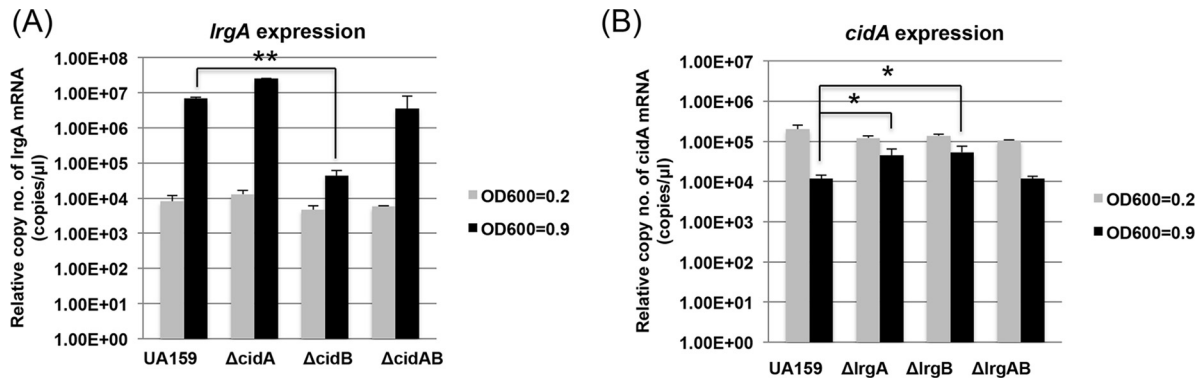 (A)
lrgA expression
**
Relative copy no. of lrgA mRNA
(copies/µl)
1.00E+08
1.00E+07
1.00E+06
1.00E+05
1.00E+04
1.00E+03
1.00E+02
1.00E+01
1.00E+00
UA159 ΔcidA ΔcidB ΔcidAB
OD600=0.2
OD600=0.9
(B)
cidA expression
*
*
Relative copy no. of cidA mRNA
(copies/µl)
1.00E+07
1.00E+06
1.00E+05
1.00E+04
1.00E+03
1.00E+02
1.00E+01
1.00E+00
UA159 ΔlrgA ΔlrgB ΔlrgAB
OD600=0.2
OD600=0.9